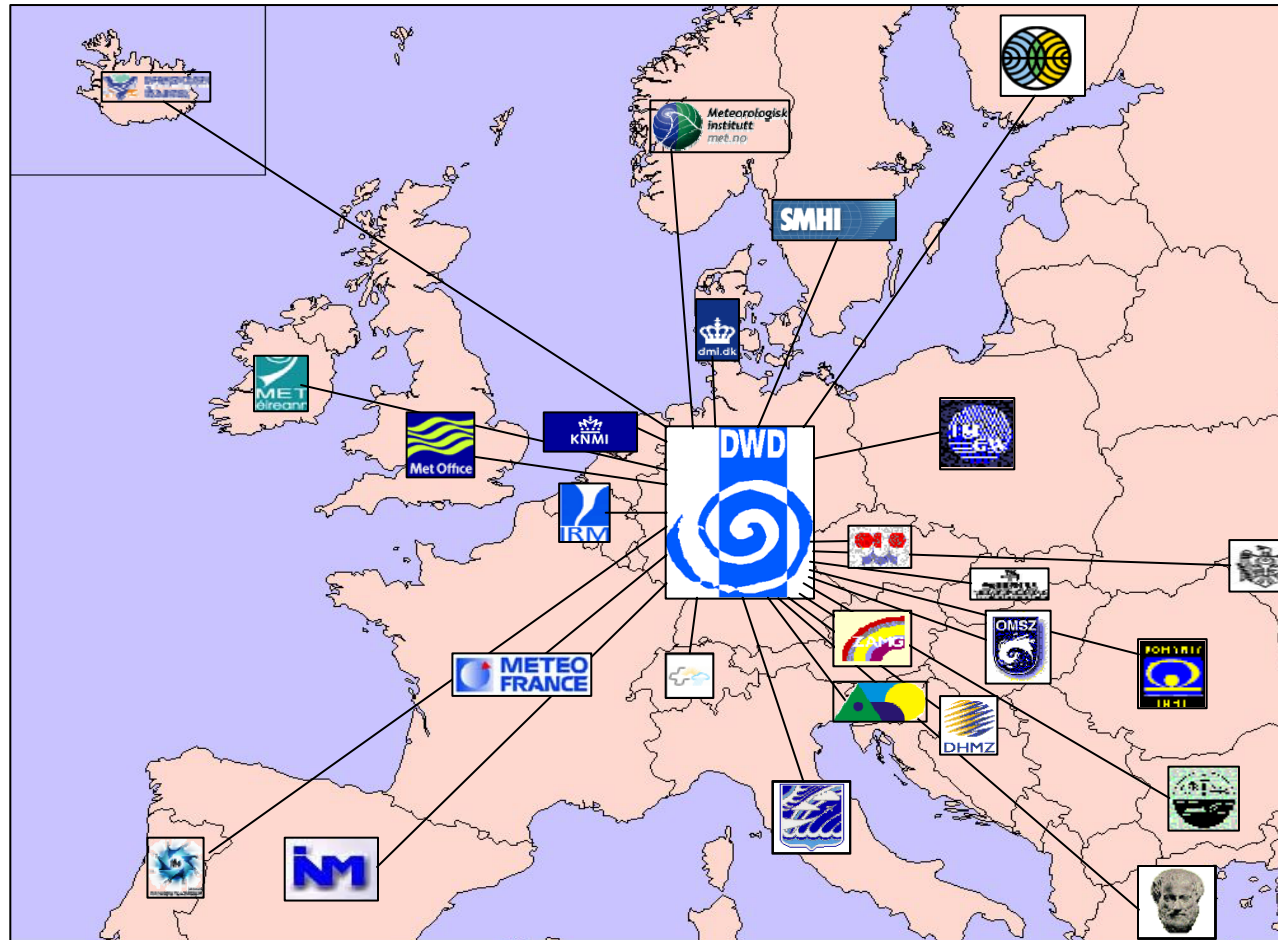 Meteorologisk
institutt
met.no
SMHI
dmi.dk
MET
éireann
KNMI
Met Office
DWD
IRM
OMSZ
ZAMG
METEO
FRANCE
DHMZ
INM